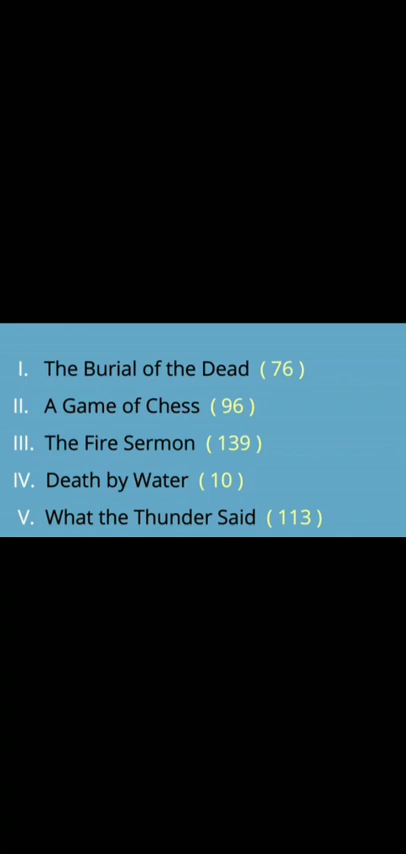 I. The Burial of the Dead ( 76 )
II. A Game of Chess ( 96 )
III. The Fire Sermon ( 139 )
IV. Death by Water ( 10 )
V. What the Thunder Said ( 113 )